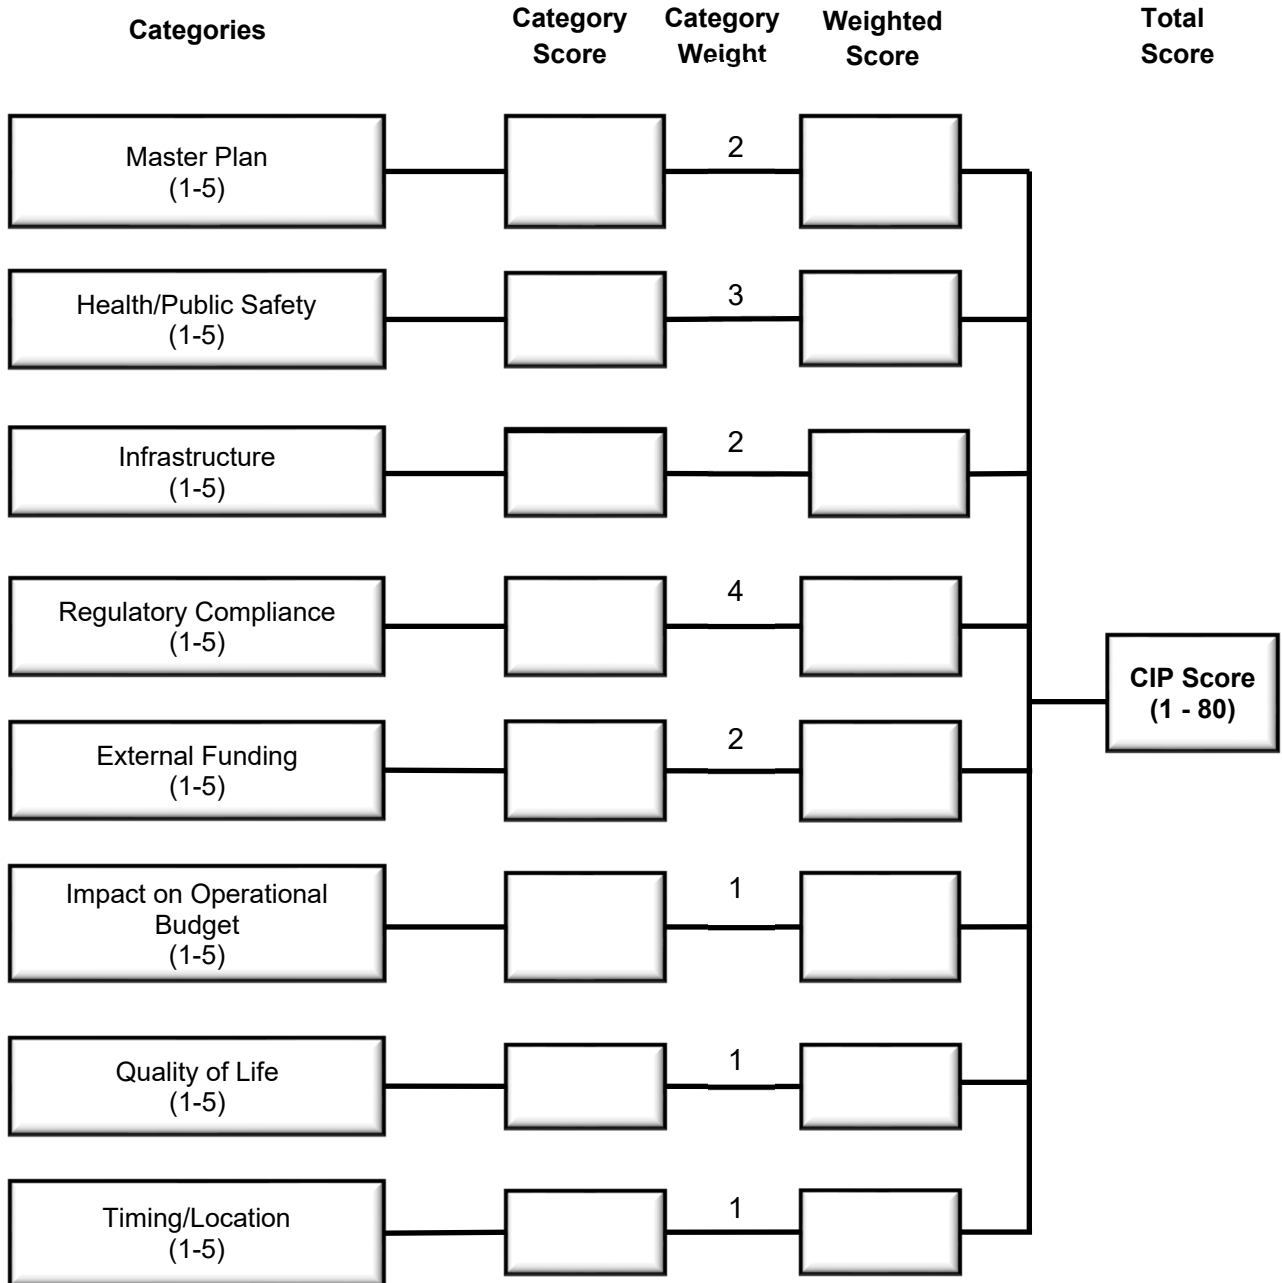 Categories
Category
Score
Category
Weight
Weighted
Score
Total
Score
Master Plan
(1-5)
2
Health/Public Safety
(1-5)
3
Infrastructure
(1-5)
2
Regulatory Compliance
(1-5)
4
CIP Score
(1 - 80)
External Funding
(1-5)
2
Impact on Operational
Budget
(1-5)
1
Quality of Life
(1-5)
1
Timing/Location
(1-5)
1